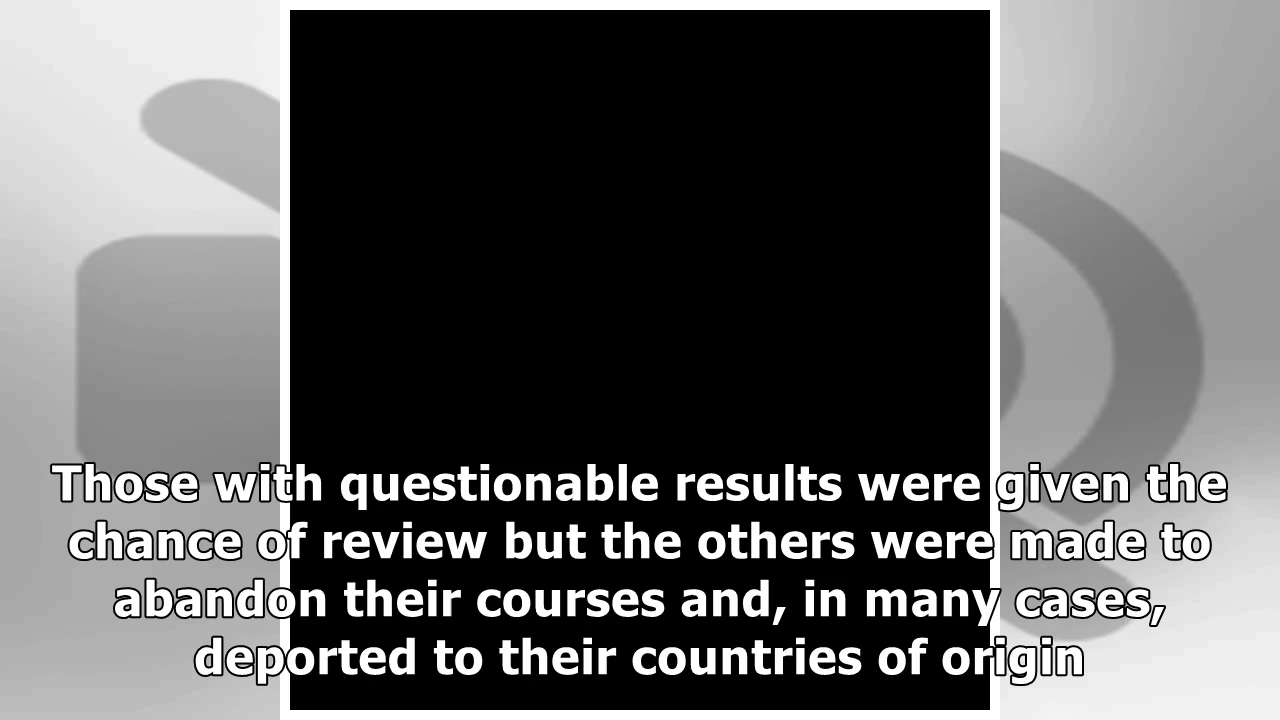 Those with questionable results were given the
chance of review but the others were made to
abandon their courses and, in many cases,
deported to their countries of origin